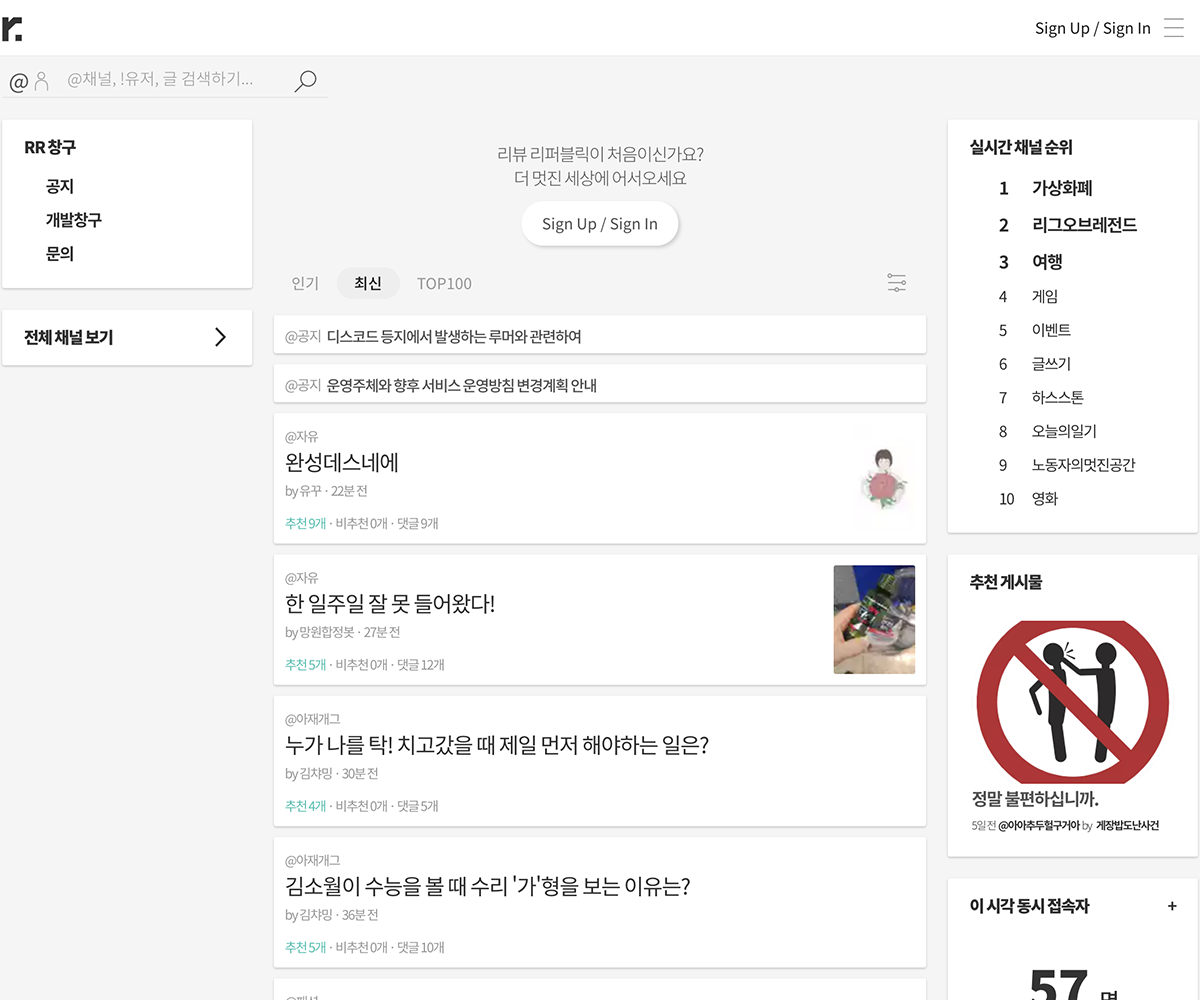 r.
Sign Up / Sign In
@채널, !유저, 글 검색하기...
RR 창구
공지
개발창구
문의
전체 채널 보기
리뷰 리퍼블릭이 처음이신가요?
더 멋진 세상에 어서오세요
Sign Up / Sign In
인기 최신 TOP100
@공지 디스코드 등지에서 발생하는 루머와 관련하여
@공지 운영주체와 향후 서비스 운영방침 변경계획 안내
@자유
완성데스네에
by 유꾸 · 22분 전
추천 9개 · 비추천 0개 · 댓글 9개
@자유
한 일주일 잘 못 들어왔다!
by 망원합정봇 · 27분 전
추천 5개 · 비추천 0개 · 댓글 12개
@아재개그
누가 나를 탁! 치고갔을 때 제일 먼저 해야하는 일은?
by 김챠밍 · 30분 전
추천 4개 · 비추천 0개 · 댓글 5개
@아재개그
김소월이 수능을 볼 때 수리 '가'형을 보는 이유는?
by 김챠밍 · 36분 전
추천 5개 · 비추천 0개 · 댓글 10개
실시간 채널 순위
1 가상화폐
2 리그오브레전드
3 여행
4 게임
5 이벤트
6 글쓰기
7 하스스톤
8 오늘의일기
9 노동자의멋진공간
10 영화
추천 게시물
정말 불편하십니까.
5일 전 @아아추두헐구거아 by 게장밥도난사건
이 시각 동시 접속자 +
57 명